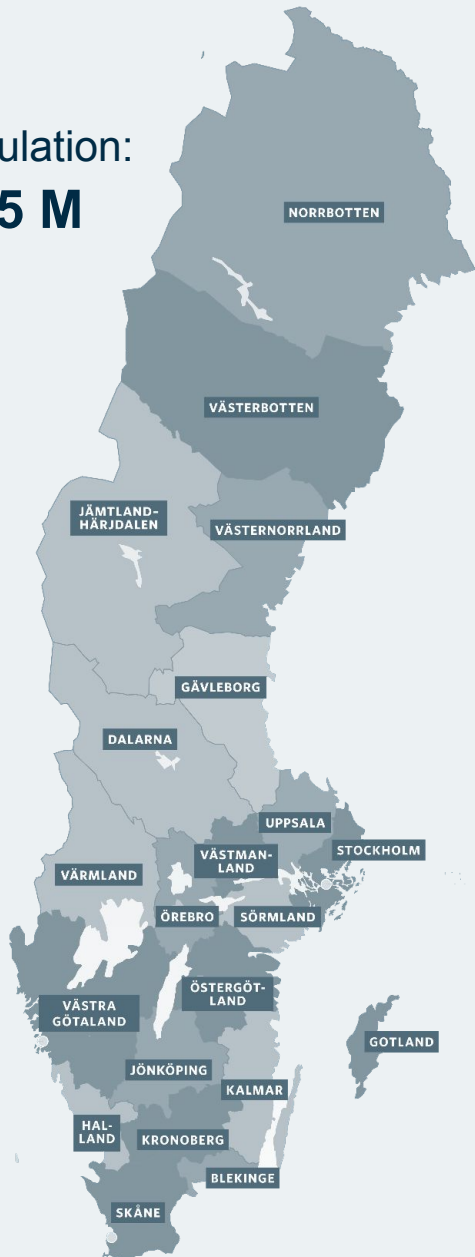 ulation:
5 M
NORRBOTTEN
VÄSTERBOTTEN
JÄMTLAND-
HÄRJDALEN
VÄSTERNORRLAND
GÄVLEBORG
DALARNA
UPPSALA
STOCKHOLM
VÄSTMAN-
LAND
VÄRMLAND
ÖREBRO
SÖRMLAND
ÖSTERGÖT-
LAND
VÄSTRA
GÖTALAND
GOTLAND
JÖNKÖPING
KALMAR
HAL-
LAND
KRONOBERG
BLEKINGE
SKÅNE